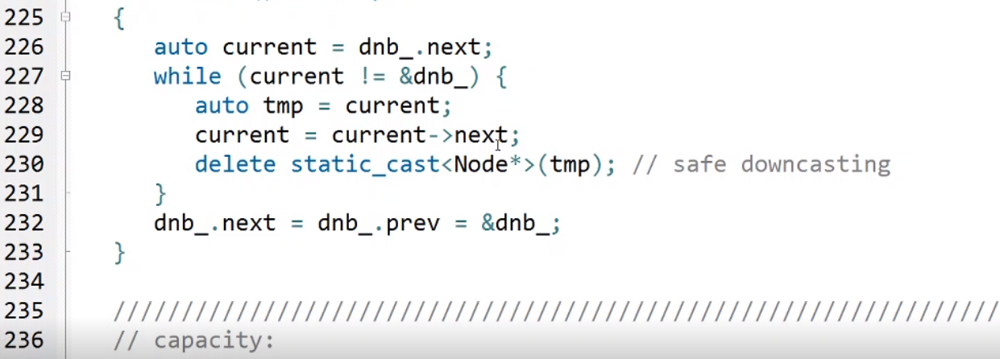 225 {
226 auto current = dnb_.next;
227 while (current != &dnb_) {
228 auto tmp = current;
229 current = current->next;
230 delete static_cast<Node*>(tmp); // safe downcasting
231 }
232 dnb_.next = dnb_.prev = &dnb_;
233 }
234
235 //////////////////////////////////////////////////////////////////
236 // capacity: